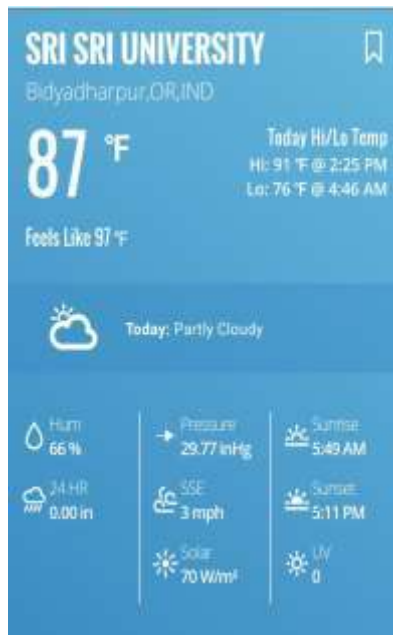 SRI SRI UNIVERSITY
Bidyadharpur,OR,IND
87 °F
Today Hi/Lo Temp
Hi: 91 °F @ 2:25 PM
Lo: 76 °F @ 4:46 AM
Feels Like 97 °F
Today: Partly Cloudy
Hum
66 %
24 HR
0.00 in
Pressure
29.77 inHg
SSE
3 mph
Solar
70 W/m²
Sunrise
5:49 AM
Sunset
5:11 PM
UV
0